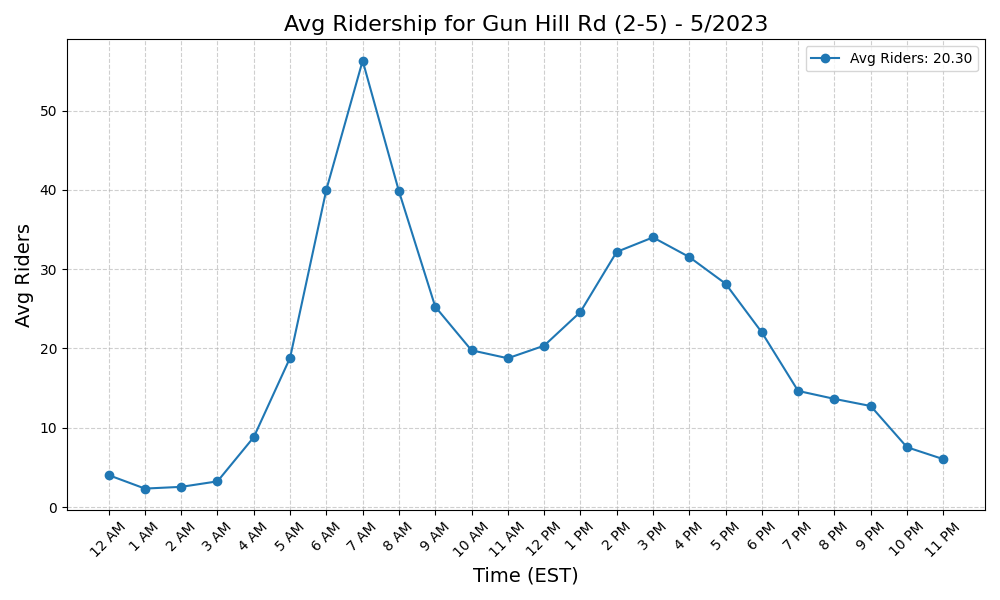 Avg Ridership for Gun Hill Rd (2-5) - 5/2023
Avg Riders: 20.30
Avg Riders
50
40
30
20
10
0
12 AM
1 AM
2 AM
3 AM
4 AM
5 AM
6 AM
7 AM
8 AM
9 AM
10 AM
11 AM
12 PM
1 PM
2 PM
3 PM
4 PM
5 PM
6 PM
7 PM
8 PM
9 PM
10 PM
11 PM
Time (EST)